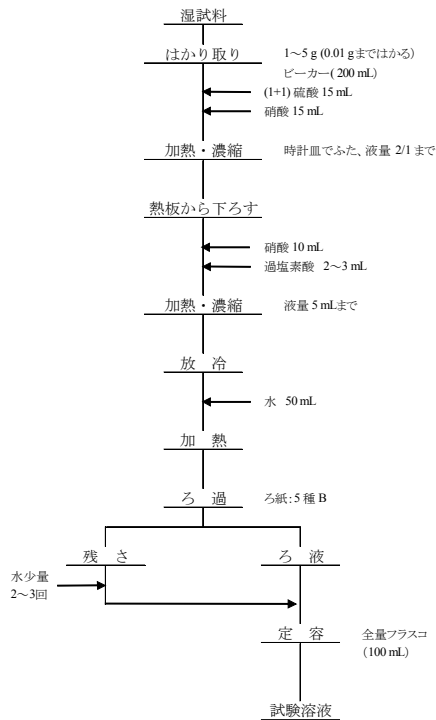 湿試料
はかり取り
1～5 g (0.01 gまではかる)
ビーカー( 200 mL)
(1+1) 硫酸 15 mL
硝酸 15 mL
加熱・濃縮
時計皿でふた、液量 2/1 まで
熱板から下ろす
硝酸 10 mL
過塩素酸 2～3 mL
加熱・濃縮
液量 5 mLまで
放 冷
水 50 mL
加 熱
ろ 過
ろ紙：5 種 B
残 さ
ろ 液
水少量
2～3回
定 容
全量フラスコ
(100 mL)
試験溶液